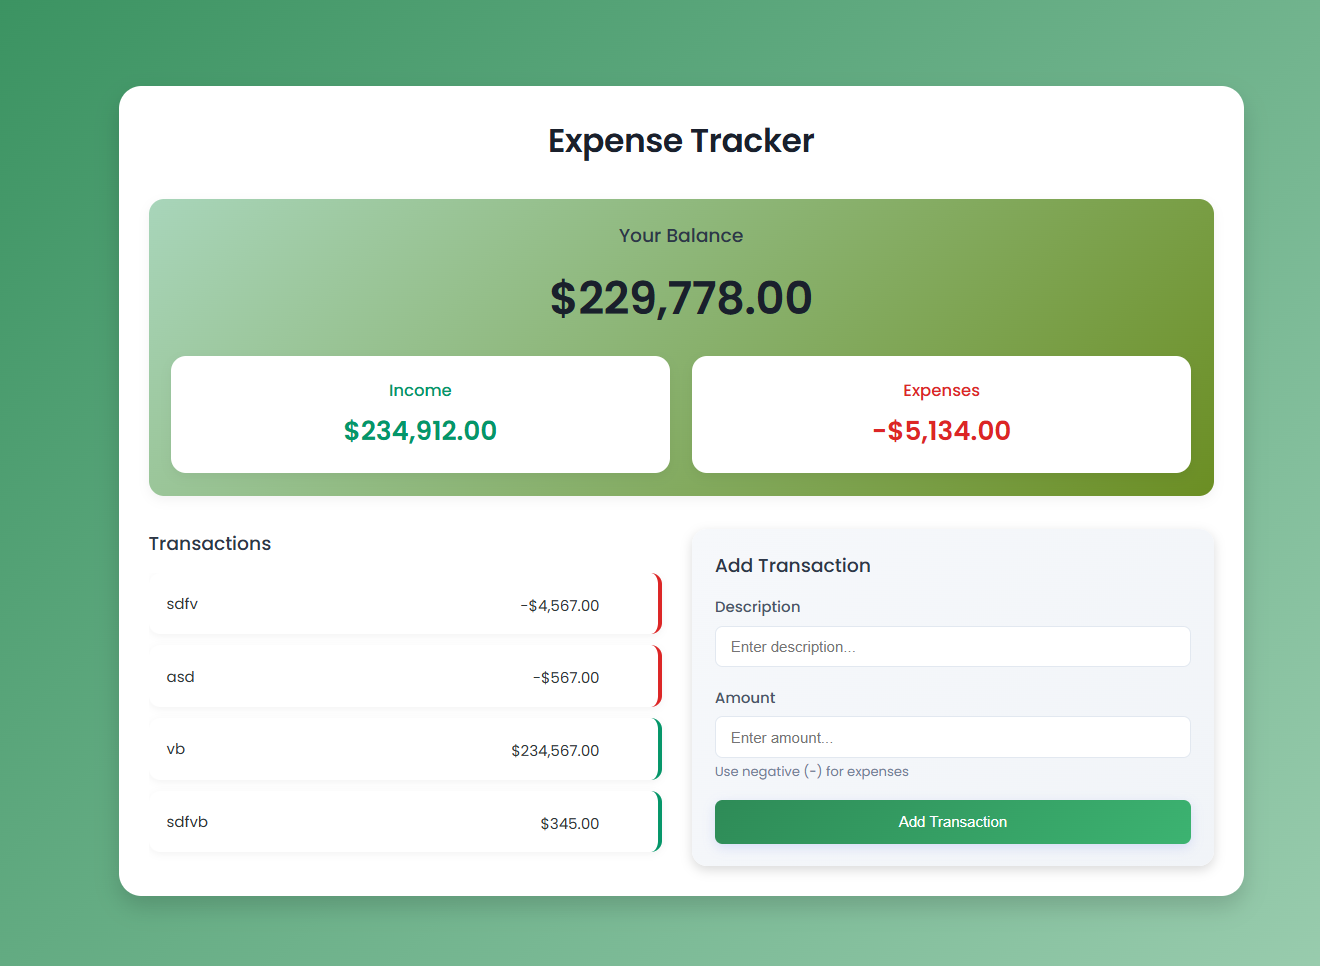 Expense Tracker
Your Balance
$229,778.00
Income
$234,912.00
Expenses
-$5,134.00
Transactions
sdfv -$4,567.00
asd -$567.00
vb $234,567.00
sdfvb $345.00
Add Transaction
Description
Enter description...
Amount
Enter amount...
Use negative (-) for expenses
Add Transaction